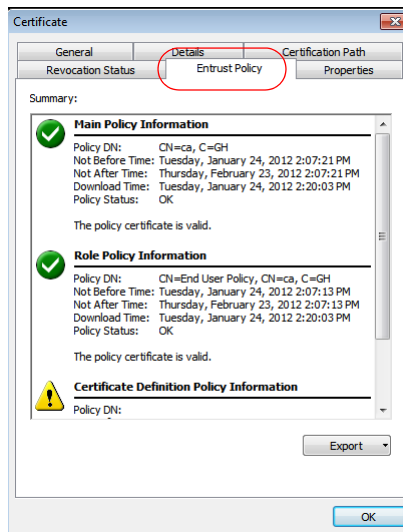 Certificate
General Details Certification Path
Revocation Status Entrust Policy Properties
Summary:
Main Policy Information
Policy DN: CN=ca, C=GH
Not Before Time: Tuesday, January 24, 2012 2:07:21 PM
Not After Time: Thursday, February 23, 2012 2:07:21 PM
Download Time: Tuesday, January 24, 2012 2:20:03 PM
Policy Status: OK
The policy certificate is valid.
Role Policy Information
Policy DN: CN=End User Policy, CN=ca, C=GH
Not Before Time: Tuesday, January 24, 2012 2:07:13 PM
Not After Time: Thursday, February 23, 2012 2:07:13 PM
Download Time: Tuesday, January 24, 2012 2:20:03 PM
Policy Status: OK
The policy certificate is valid.
Certificate Definition Policy Information
Policy DN:
Export
OK